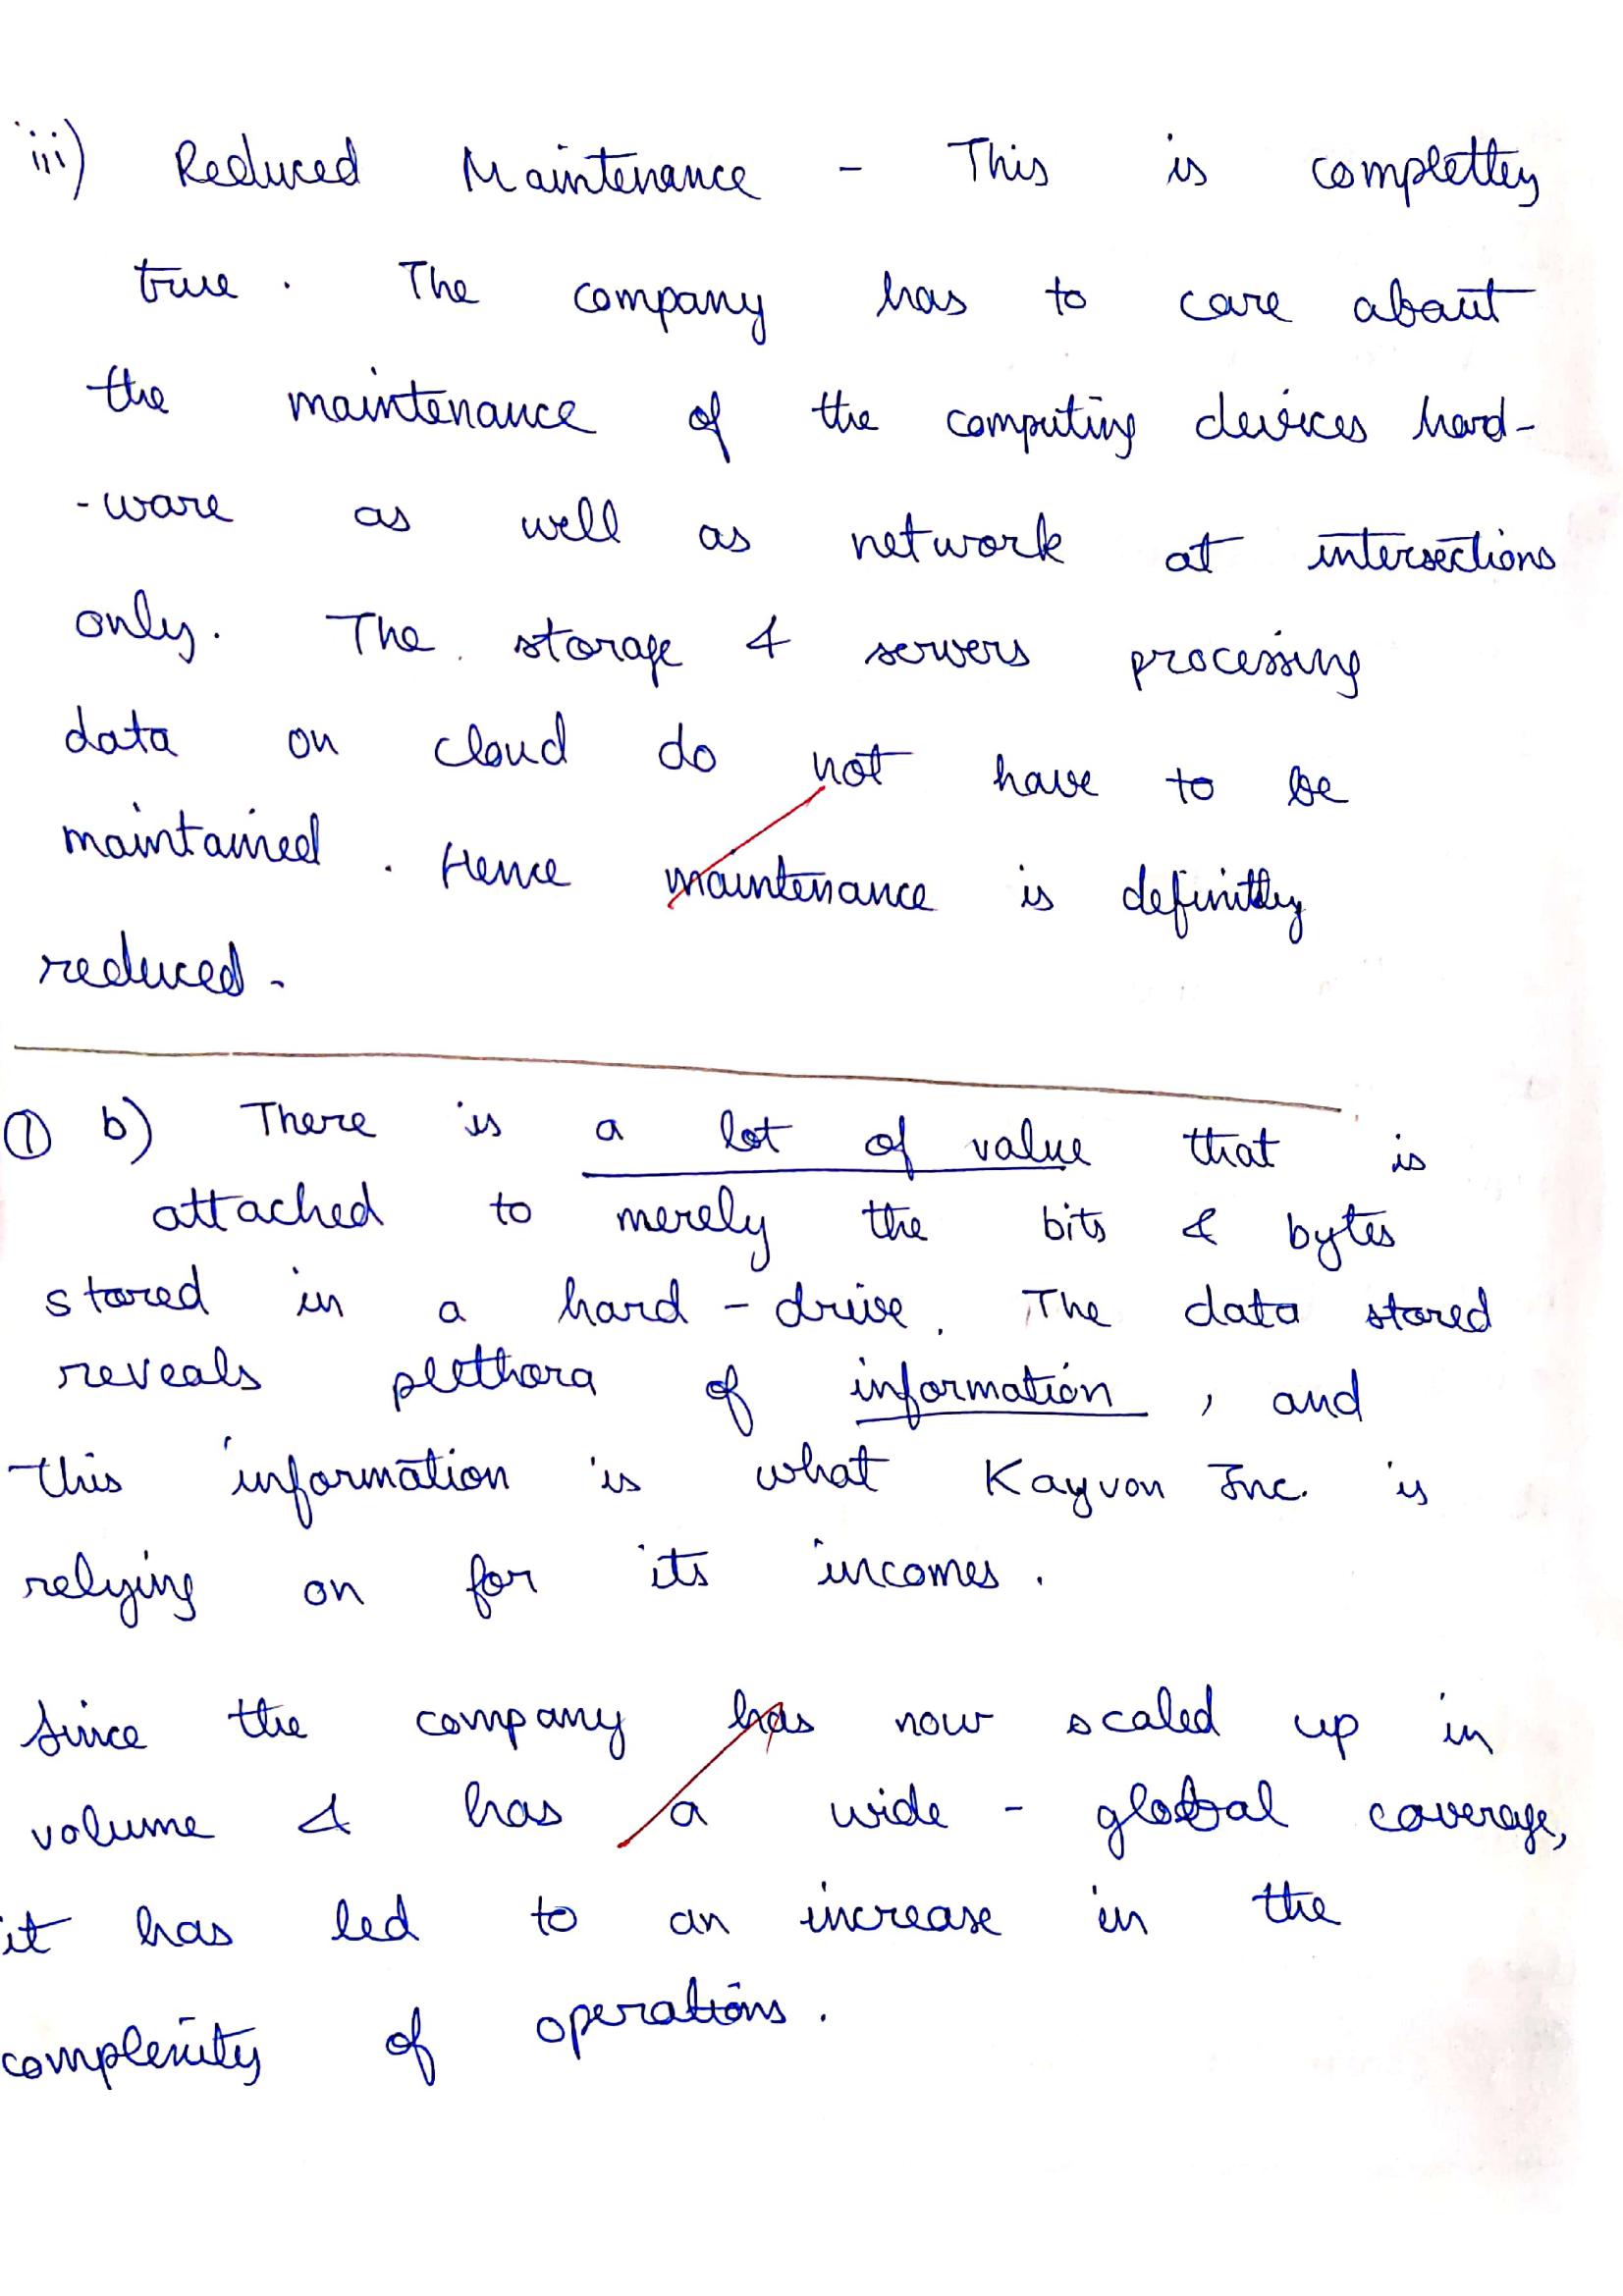 iii) Reduced Maintenance - This is completley
true. The company has to care about
the maintenance of the computing devices hard-
-ware as well as network at intersections
only. The storage & servers processing
data on cloud do not have to be
maintained. Hence maintenance is definitley
reduced.
① b) There is a lot of value that is
attached to merely the bits & bytes
stored in a hard-drive. The data stored
reveals plethora of information, and
this information is what Kayvon Inc. is
relying on for its incomes.
Since the company has now scaled up in
volume & has a wide - global coverage,
it has led to an increase in the
complexity of operations.